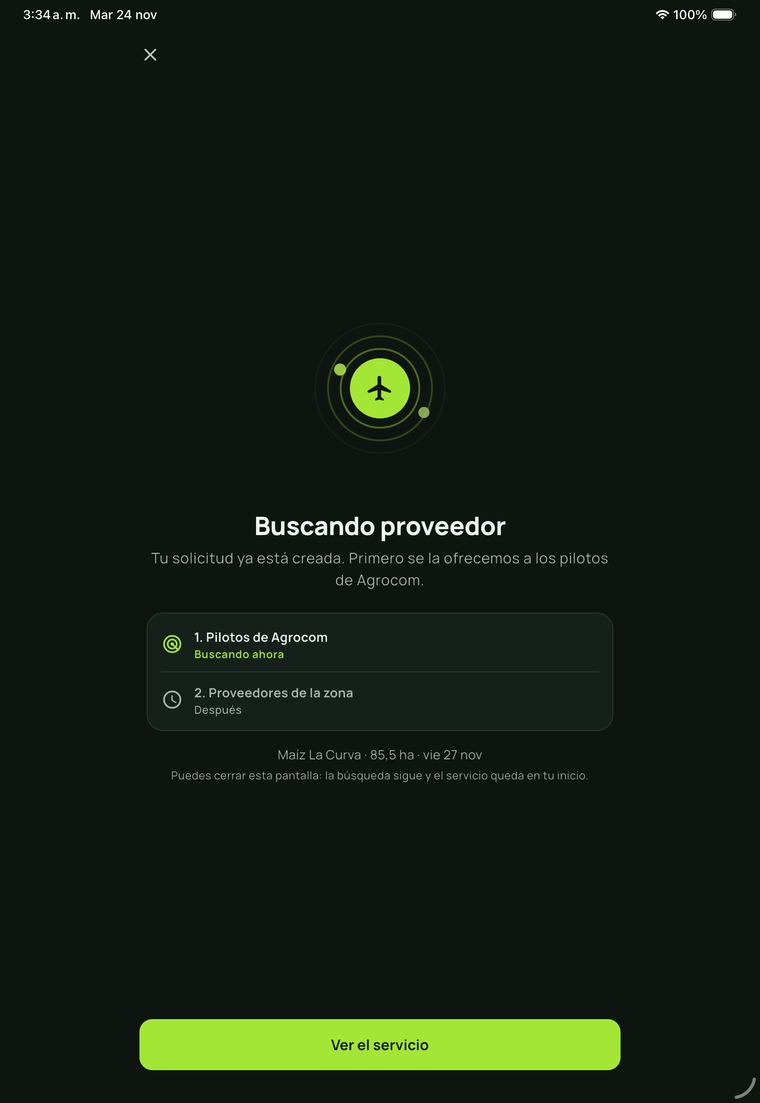 3:34 a. m. Mar 24 nov 100%
Buscando proveedor
Tu solicitud ya está creada. Primero se la ofrecemos a los pilotos
de Agrocom.
1. Pilotos de Agrocom
Buscando ahora
2. Proveedores de la zona
Después
Maíz La Curva · 85,5 ha · vie 27 nov
Puedes cerrar esta pantalla: la búsqueda sigue y el servicio queda en tu inicio.
Ver el servicio